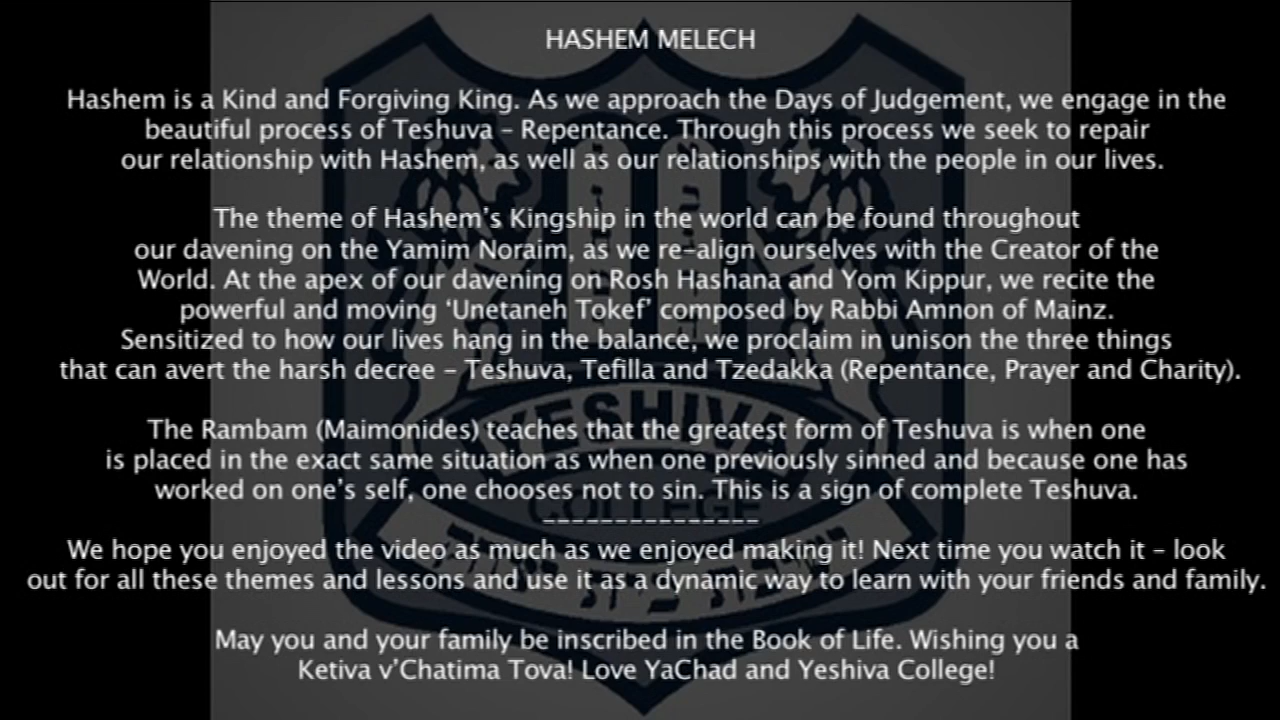 HASHEM MELECH
Hashem is a Kind and Forgiving King. As we approach the Days of Judgement, we engage in the
beautiful process of Teshuva – Repentance. Through this process we seek to repair
our relationship with Hashem, as well as our relationships with the people in our lives.
The theme of Hashem's Kingship in the world can be found throughout
our davening on the Yamim Noraim, as we re-align ourselves with the Creator of the
World. At the apex of our davening on Rosh Hashana and Yom Kippur, we recite the
powerful and moving 'Unetaneh Tokef' composed by Rabbi Amnon of Mainz.
Sensitized to how our lives hang in the balance, we proclaim in unison the three things
that can avert the harsh decree – Teshuva, Tefilla and Tzedakka (Repentance, Prayer and Charity).
The Rambam (Maimonides) teaches that the greatest form of Teshuva is when one
is placed in the exact same situation as when one previously sinned and because one has
worked on one's self, one chooses not to sin. This is a sign of complete Teshuva.
---------------
We hope you enjoyed the video as much as we enjoyed making it! Next time you watch it – look
out for all these themes and lessons and use it as a dynamic way to learn with your friends and family.
May you and your family be inscribed in the Book of Life. Wishing you a
Ketiva v'Chatima Tova! Love YaChad and Yeshiva College!
YESHIVA
COLLEGE